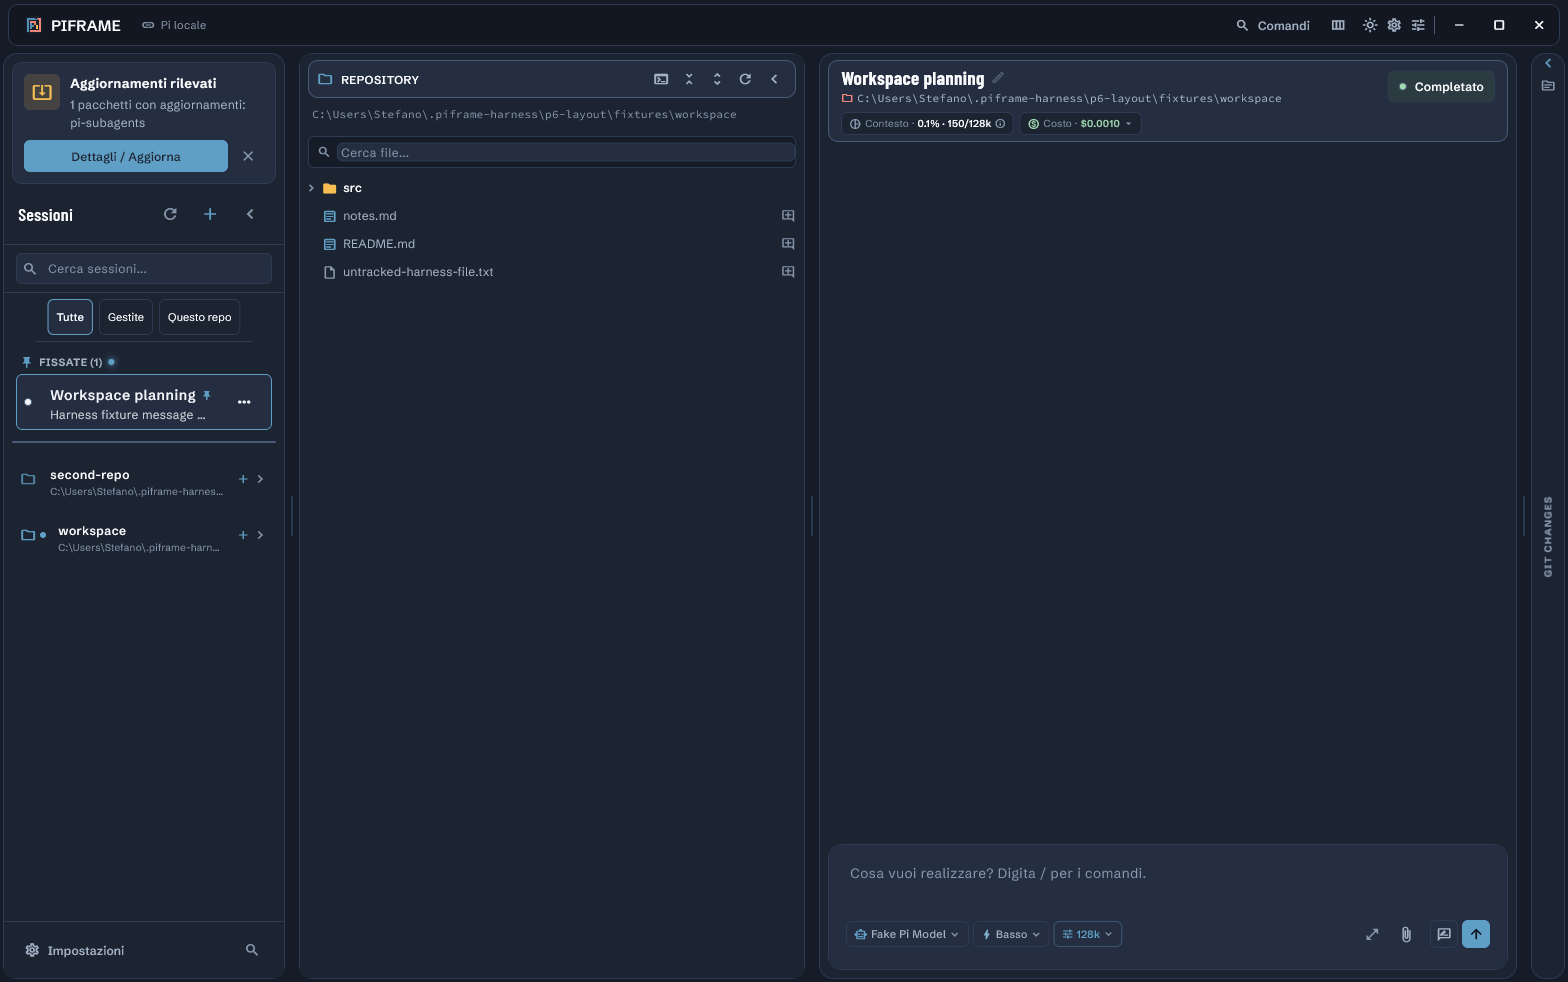 PIFRAME
Pi locale
Comandi
Aggiornamenti rilevati
1 pacchetti con aggiornamenti:
pi-subagents
Dettagli / Aggiorna
Sessioni
Cerca sessioni...
Tutte
Gestite
Questo repo
FISSATE (1)
Workspace planning
Harness fixture message ...
second-repo
C:\Users\Stefano\.piframe-harnes...
workspace
C:\Users\Stefano\.piframe-harn...
Impostazioni
REPOSITORY
C:\Users\Stefano\.piframe-harness\p6-layout\fixtures\workspace
Cerca file...
src
notes.md
README.md
untracked-harness-file.txt
Workspace planning
C:\Users\Stefano\.piframe-harness\p6-layout\fixtures\workspace
Contesto · 0.1% · 150/128k
Costo · $0.0010
Completato
Cosa vuoi realizzare? Digita / per i comandi.
Fake Pi Model
Basso
128k
GIT CHANGES